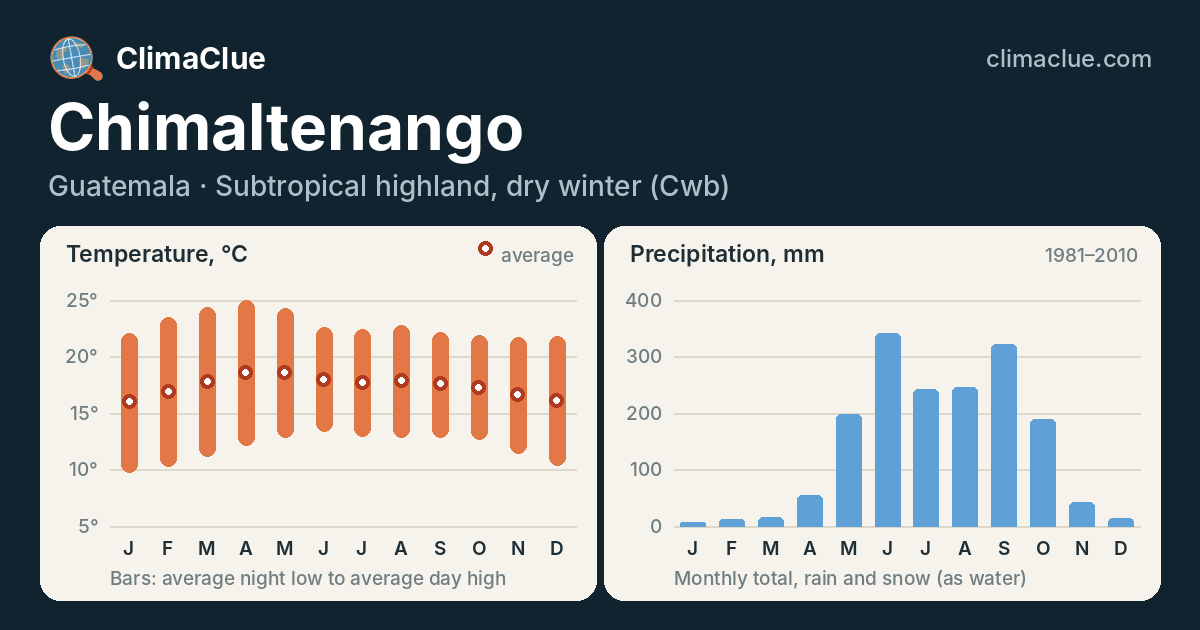 ClimaClue
climaclue.com
Chimaltenango
Guatemala · Subtropical highland, dry winter (Cwb)
Temperature, °C
average
25°
20°
15°
10°
5°
J F M A M J J A S O N D
Bars: average night low to average day high
Precipitation, mm
1981–2010
400
300
200
100
0
J F M A M J J A S O N D
Monthly total, rain and snow (as water)